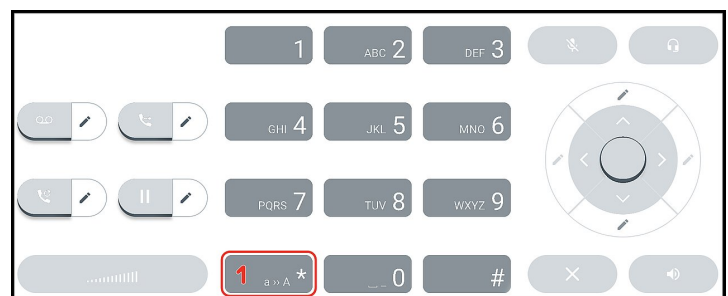 1 ABC 2 DEF 3
GHI 4 JKL 5 MNO 6
PQRS 7 TUV 8 WXYZ 9
1 a ›› A * 0 #